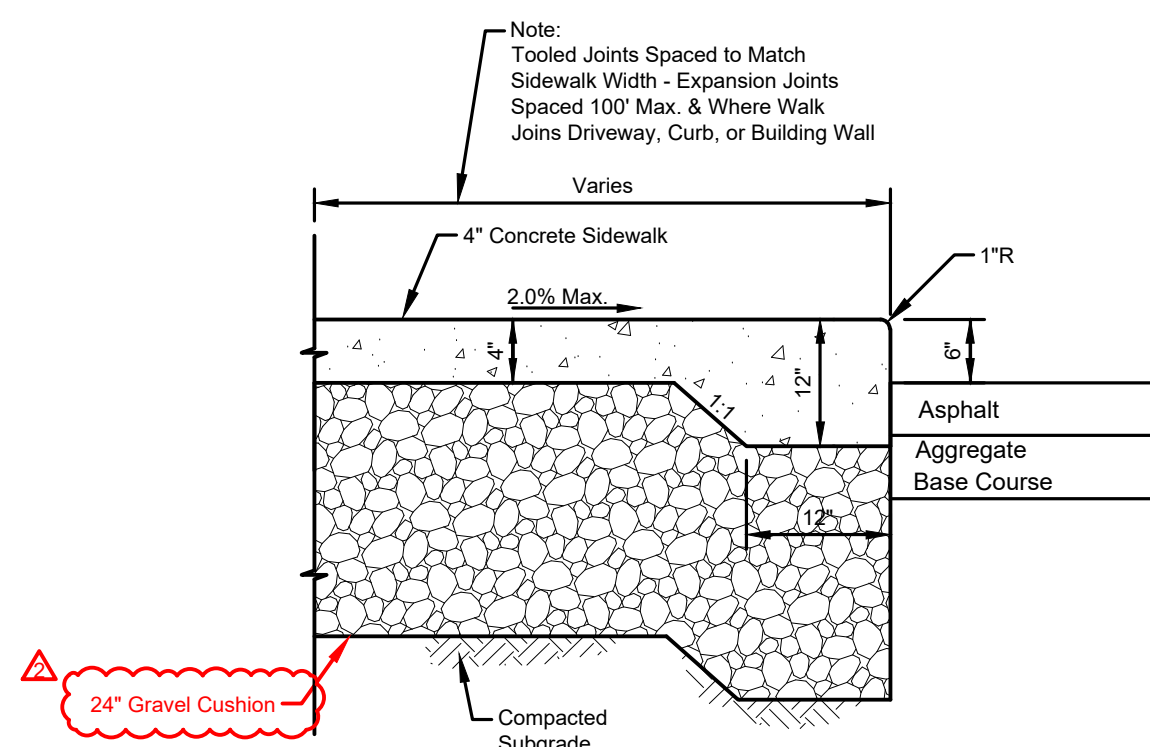 Note:
Tooled Joints Spaced to Match
Sidewalk Width - Expansion Joints
Spaced 100' Max. & Where Walk
Joins Driveway, Curb, or Building Wall
Varies
4" Concrete Sidewalk
1"R
2.0% Max.
4"
12"
6"
1:1
Asphalt
Aggregate
Base Course
12"
2
24" Gravel Cushion
Compacted
Subgrade